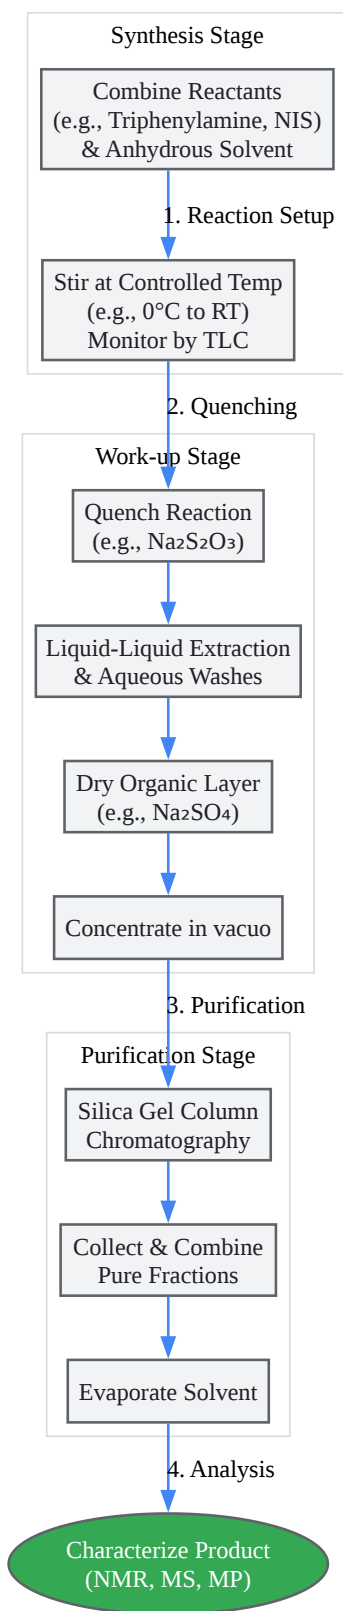 Synthesis Stage
Combine Reactants
(e.g., Triphenylamine, NIS)
& Anhydrous Solvent
1. Reaction Setup
Stir at Controlled Temp
(e.g., 0°C to RT)
Monitor by TLC
2. Quenching
Work-up Stage
Quench Reaction
(e.g., Na₂S₂O₃)
Liquid-Liquid Extraction
& Aqueous Washes
Dry Organic Layer
(e.g., Na₂SO₄)
Concentrate in vacuo
3. Purification
Purification Stage
Silica Gel Column
Chromatography
Collect & Combine
Pure Fractions
Evaporate Solvent
4. Analysis
Characterize Product
(NMR, MS, MP)